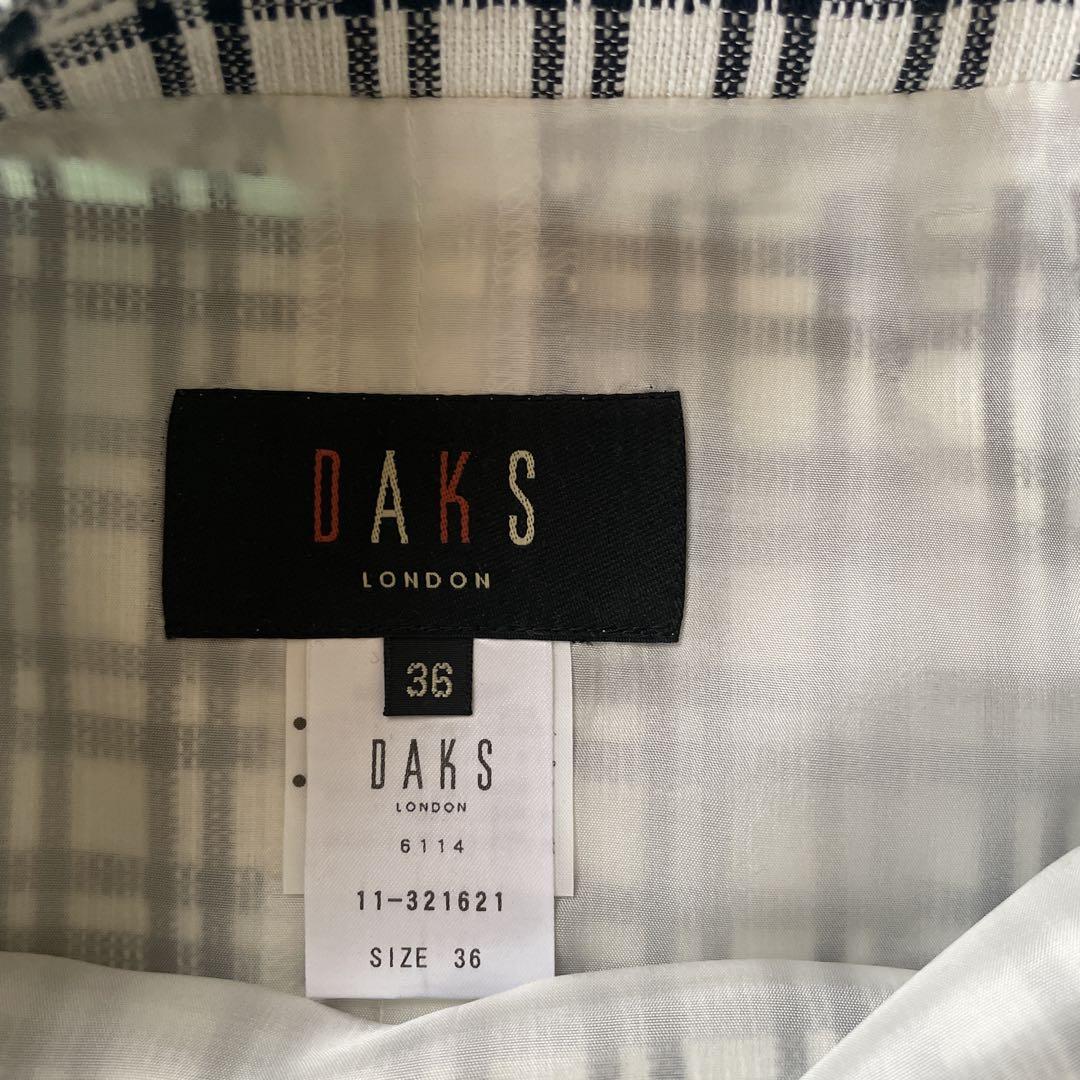 DAKS
LONDON
36
DAKS
LONDON
6114
11-321621
SIZE 36